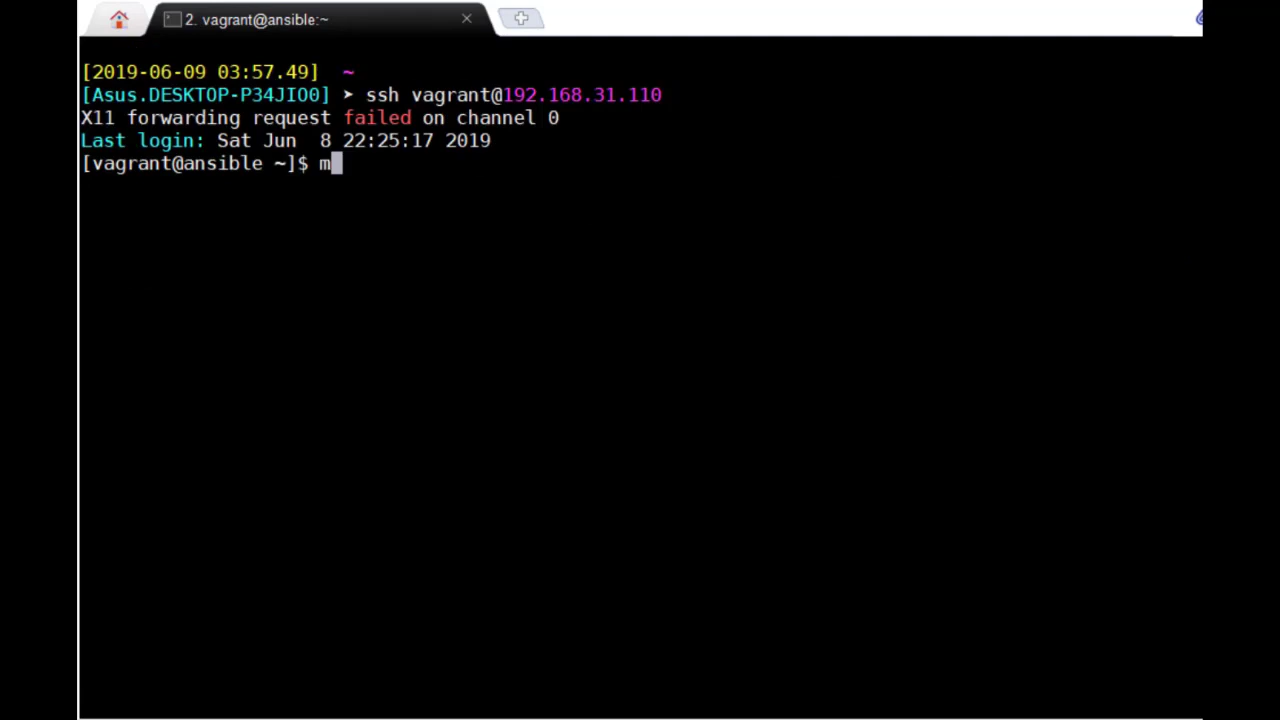 2. vagrant@ansible:~
[2019-06-09 03:57.49]  ~
[Asus.DESKTOP-P34JIO0] ➤ ssh vagrant@192.168.31.110
X11 forwarding request failed on channel 0
Last login: Sat Jun  8 22:25:17 2019
[vagrant@ansible ~]$ m